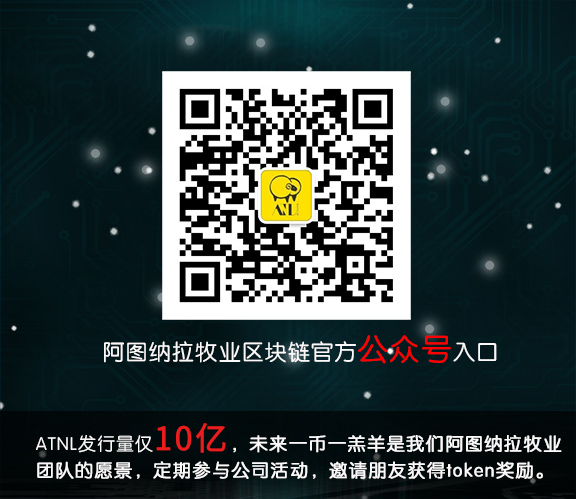 ATNL
阿图纳拉牧业区块链官方公众号入口
ATNL发行量仅10亿，未来一币一羔羊是我们阿图纳拉牧业
团队的愿景，定期参与公司活动，邀请朋友获得token奖励。